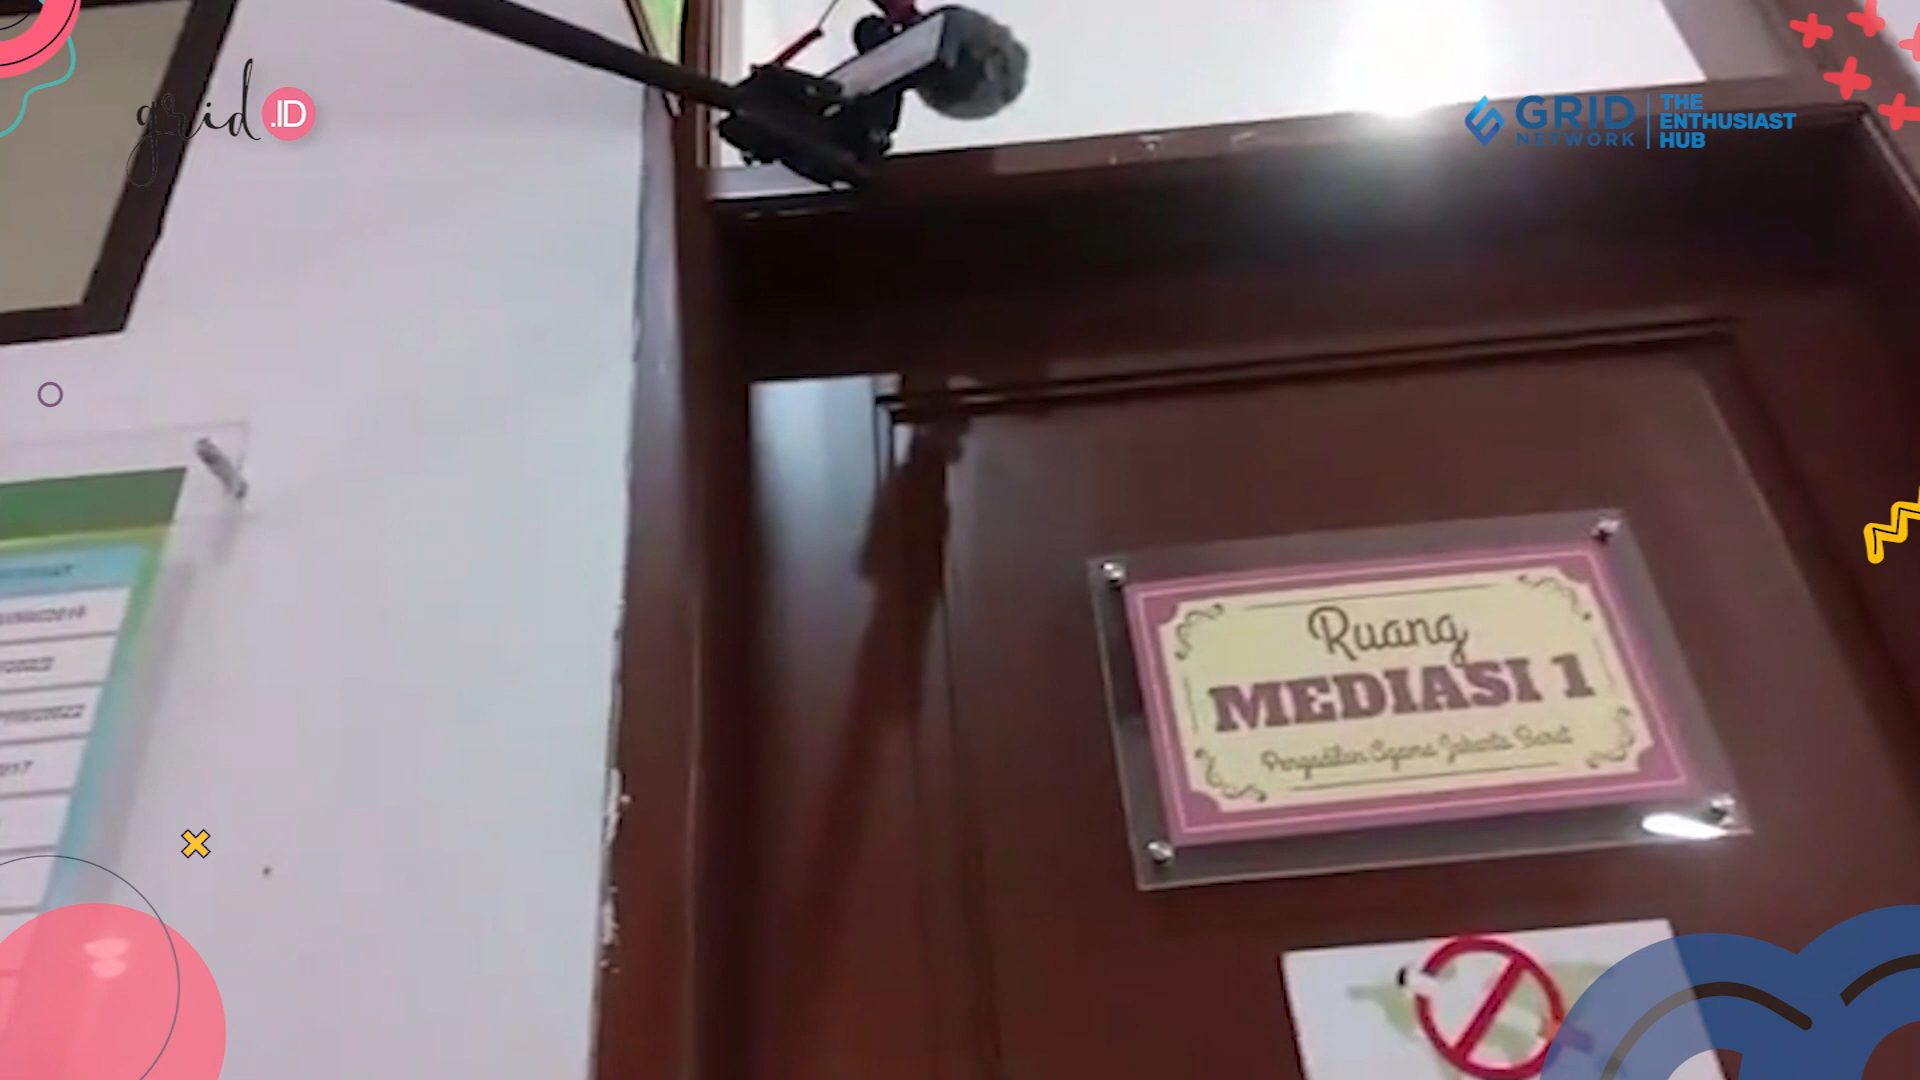 grid .ID
GRID
NETWORK
THE
ENTHUSIAST
HUB
Ruang
MEDIASI 1
Pengadilan Agama Jakarta Barat